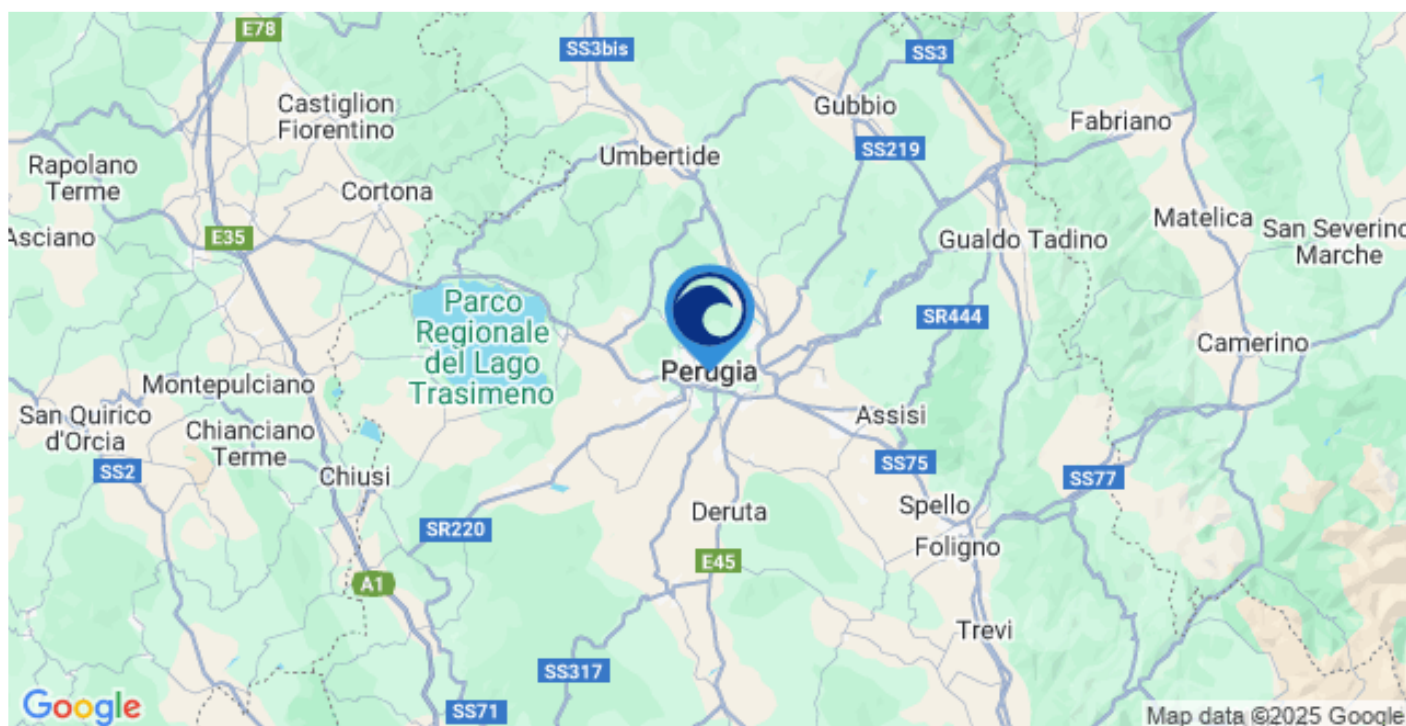 E78
SS3bis
SS3
Castiglion
Fiorentino
Gubbio
Fabriano
SS219
Umbertide
Rapolano
Terme
Cortona
Matelica
San Severino
Marche
Asciano
E35
Gualdo Tadino
Parco
Regionale
del Lago
Trasimeno
SR444
Camerino
Perugia
Montepulciano
San Quirico
d'Orcia
Assisi
Chianciano
Terme
SS2
Chiusi
SS75
SS77
Spello
Deruta
SR220
Foligno
E45
A1
Trevi
SS317
SS71
Google
Map data ©2025 Google